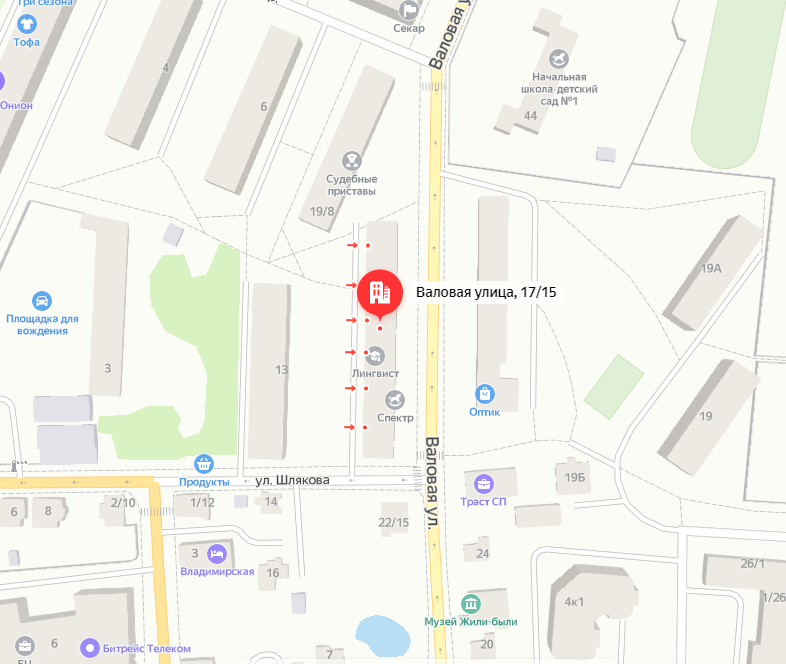 Три сезона
Тофа
Секар
Валовая у
4
Начальная
школа-детский
сад №1
44
Онион
6
Судебные
приставы
19/8
19А
Валовая улица, 17/15
Площадка для
вождения
3
13
Лингвист
Спектр
Оптик
19
Валовая ул.
Продукты
ул. Шлякова
Траст СП
19Б
6
8
2/10
1/12
14
22/15
3
Владимирская
16
24
26/1
4к1
1/26
Музей Жили-были
6
Битрейс Телеком
7
20